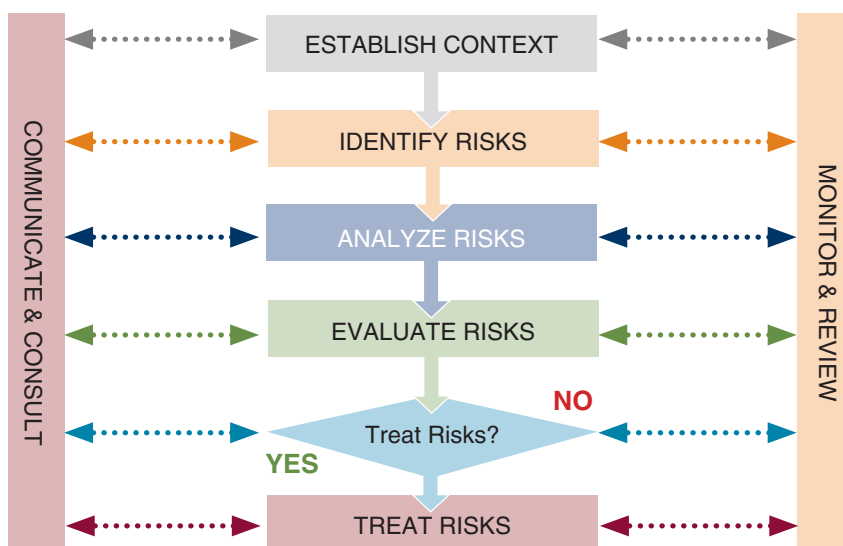 ESTABLISH CONTEXT
COMMUNICATE & CONSULT
IDENTIFY RISKS
MONITOR & REVIEW
ANALYZE RISKS
EVALUATE RISKS
NO
Treat Risks?
YES
TREAT RISKS